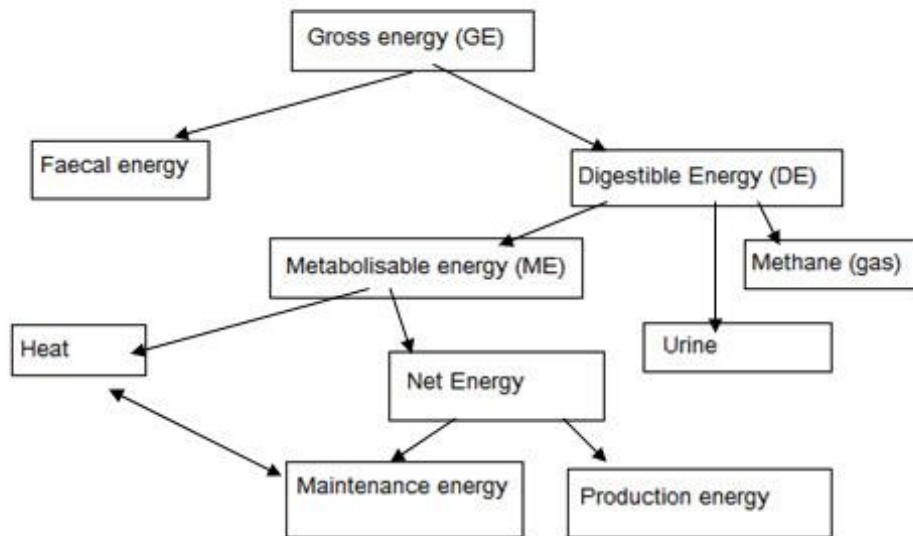 Gross energy (GE)
Faecal energy
Digestible Energy (DE)
Metabolisable energy (ME)
Methane (gas)
Heat
Urine
Net Energy
Maintenance energy
Production energy